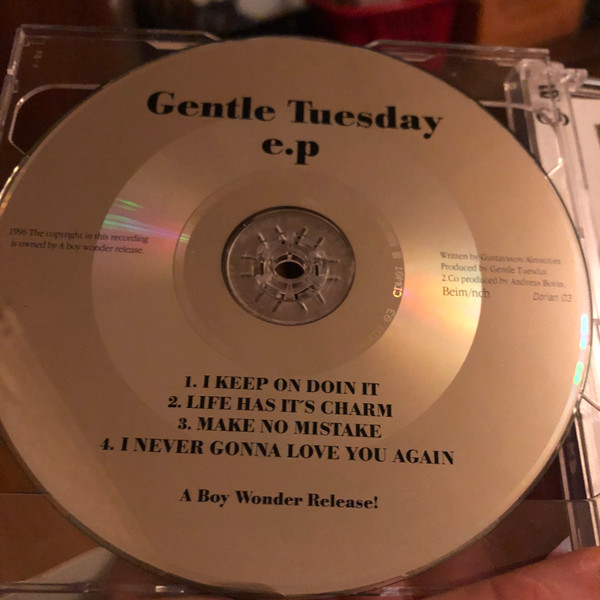 Gentle Tuesday
e.p
1996 The copyright in this recording
is owned by A boy wonder release.
Written by Gustavsson
Produced by Gentle Tuesday
2.Co produced by Andreas
Beim/ncb
Dorian 03
1. I KEEP ON DOIN IT
2. LIFE HAS IT´S CHARM
3. MAKE NO MISTAKE
4. I NEVER GONNA LOVE YOU AGAIN
A Boy Wonder Release!